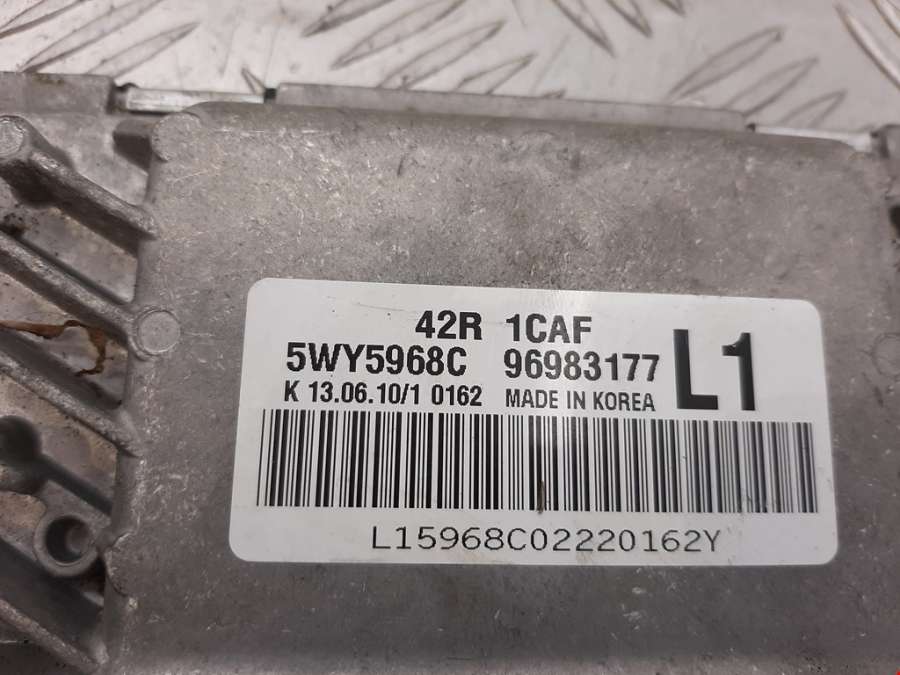 42R 1CAF
5WY5968C 96983177 L1
K 13.06.10/1 0162 MADE IN KOREA
L15968C02220162Y